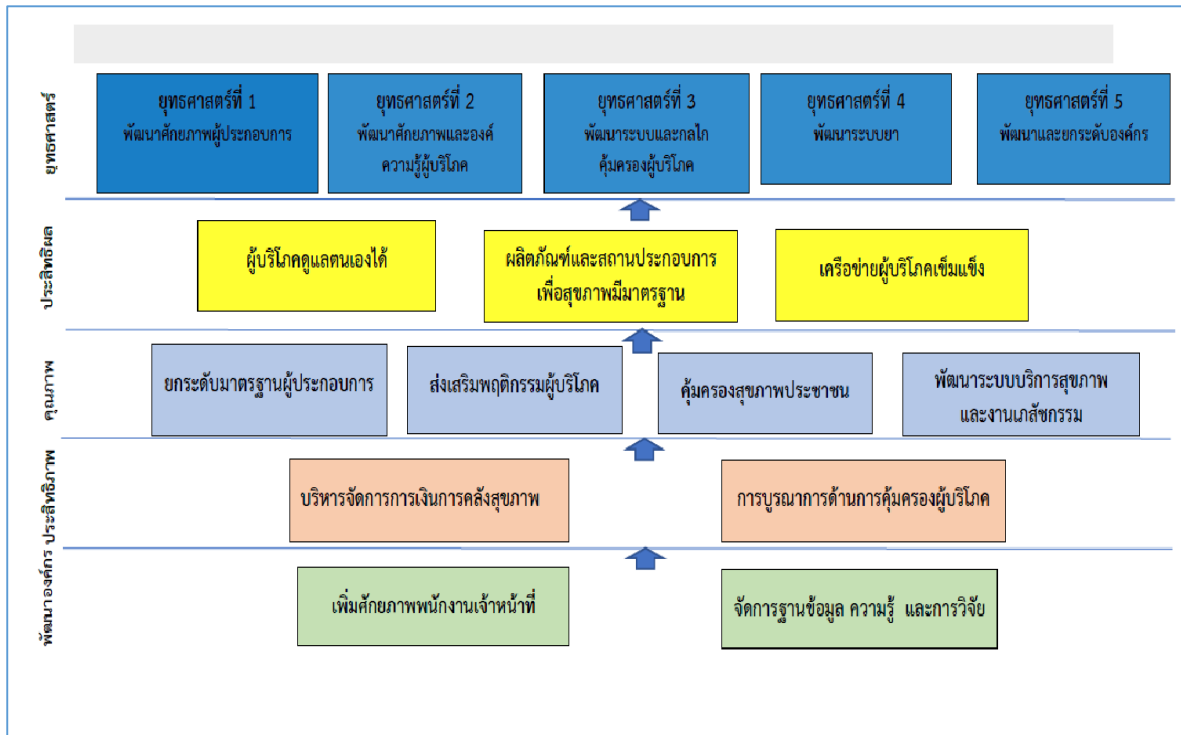 ยุทธศาสตร์
ยุทธศาสตร์ที่ 1
พัฒนาศักยภาพผู้ประกอบการ
ยุทธศาสตร์ที่ 2
พัฒนาศักยภาพและองค์
ความรู้ผู้บริโภค
ยุทธศาสตร์ที่ 3
พัฒนาระบบและกลไก
คุ้มครองผู้บริโภค
ยุทธศาสตร์ที่ 4
พัฒนาระบบยา
ยุทธศาสตร์ที่ 5
พัฒนาและยกระดับองค์กร
ประสิทธิผล
ผู้บริโภคดูแลตนเองได้
ผลิตภัณฑ์และสถานประกอบการ
เพื่อสุขภาพมีมาตรฐาน
เครือข่ายผู้บริโภคเข็มแข็ง
คุณภาพ
ยกระดับมาตรฐานผู้ประกอบการ
ส่งเสริมพฤติกรรมผู้บริโภค
คุ้มครองสุขภาพประชาชน
พัฒนาระบบบริการสุขภาพ
และงานเภสัชกรรม
ประสิทธิภาพ
บริหารจัดการการเงินการคลังสุขภาพ
การบูรณาการด้านการคุ้มครองผู้บริโภค
พัฒนาองค์กร
เพิ่มศักยภาพพนักงานเจ้าหน้าที่
จัดการฐานข้อมูล ความรู้ และการวิจัย